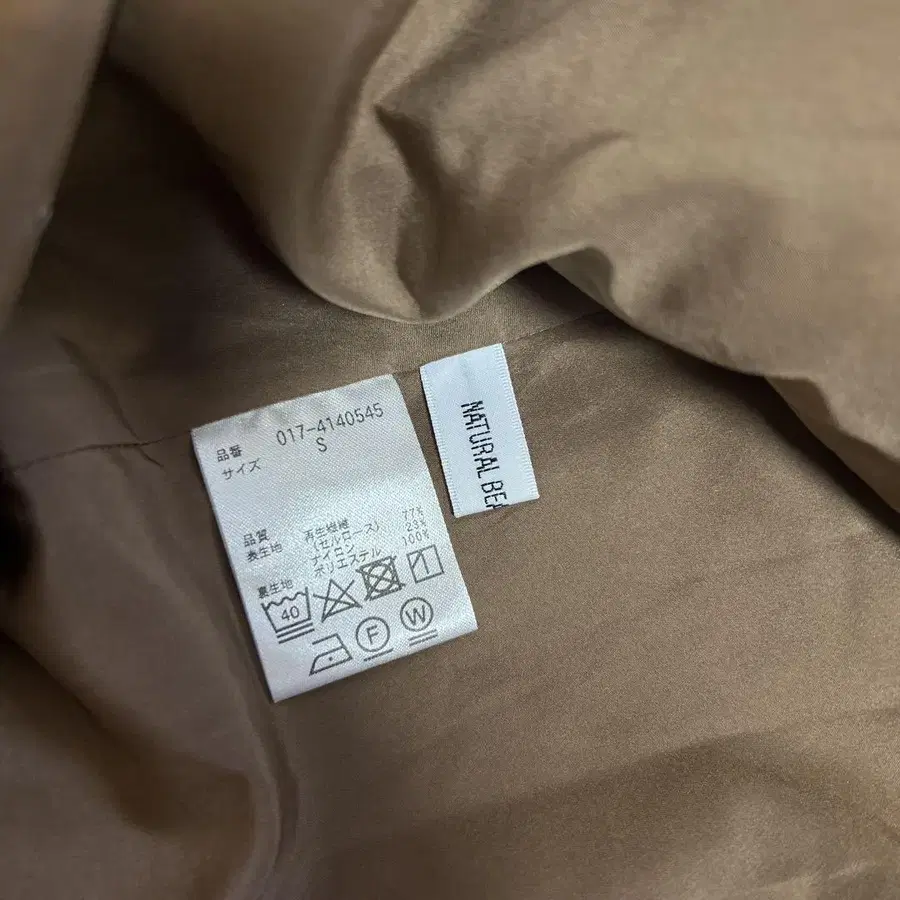 品番 017-4140545
サイズ S
品質
表生地 再生繊維 77%
(セルロース)
ナイロン 23%
裏生地 ポリエステル 100%
40
F W
NATURAL BEA